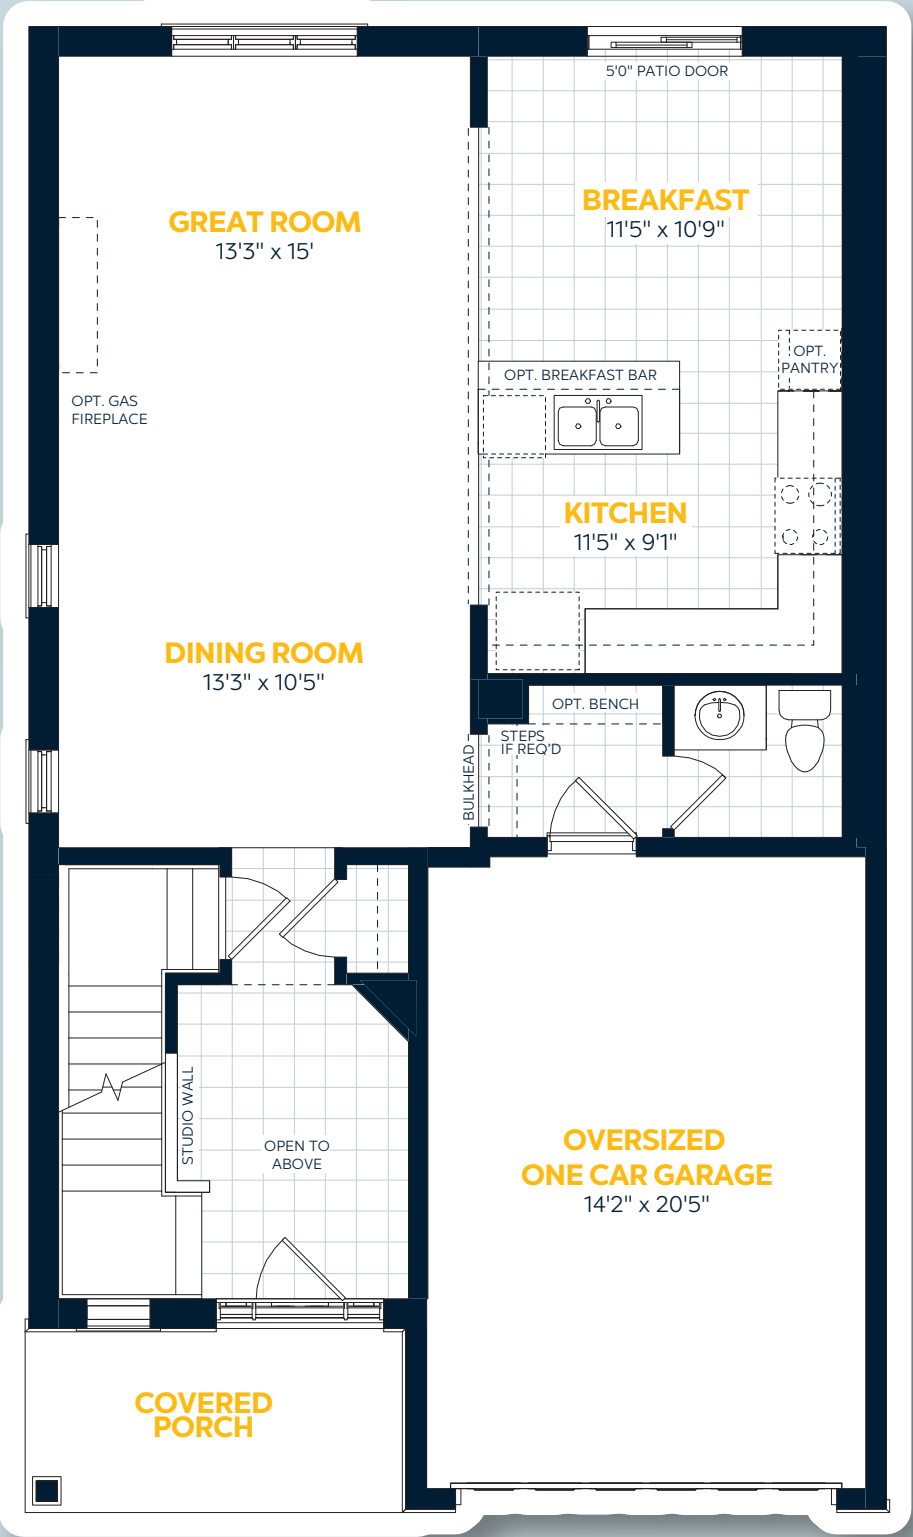 5'0" PATIO DOOR
GREAT ROOM
13'3" x 15'
BREAKFAST
11'5" x 10'9"
OPT.
PANTRY
OPT. BREAKFAST BAR
OPT. GAS
FIREPLACE
KITCHEN
11'5" x 9'1"
DINING ROOM
13'3" x 10'5"
OPT. BENCH
STEPS
IF REQ'D
BULKHEAD
STUDIO WALL
OPEN TO
ABOVE
OVERSIZED
ONE CAR GARAGE
14'2" x 20'5"
COVERED
PORCH